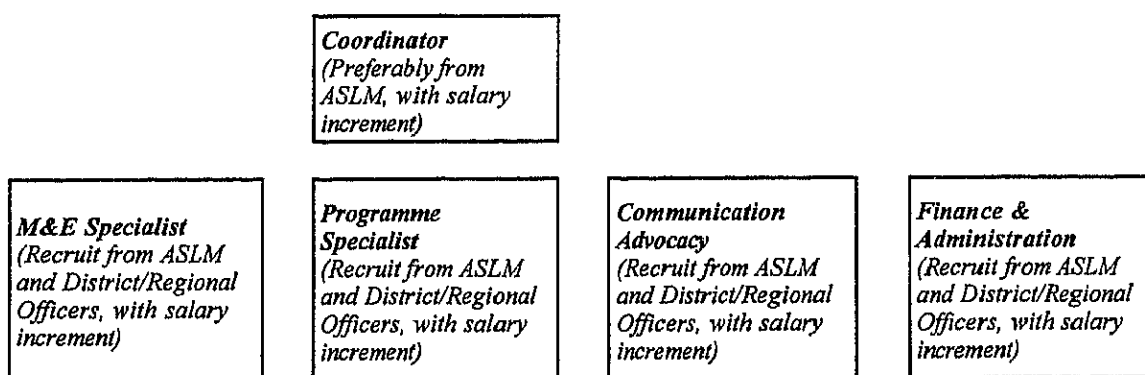 Coordinator
(Preferably from
ASLM, with salary
increment)
M&E Specialist
(Recruit from ASLM
and District/Regional
Officers, with salary
increment)
Programme
Specialist
(Recruit from ASLM
and District/Regional
Officers, with salary
increment)
Communication
Advocacy
(Recruit from ASLM
and District/Regional
Officers, with salary
increment)
Finance &
Administration
(Recruit from ASLM
and District/Regional
Officers, with salary
increment)